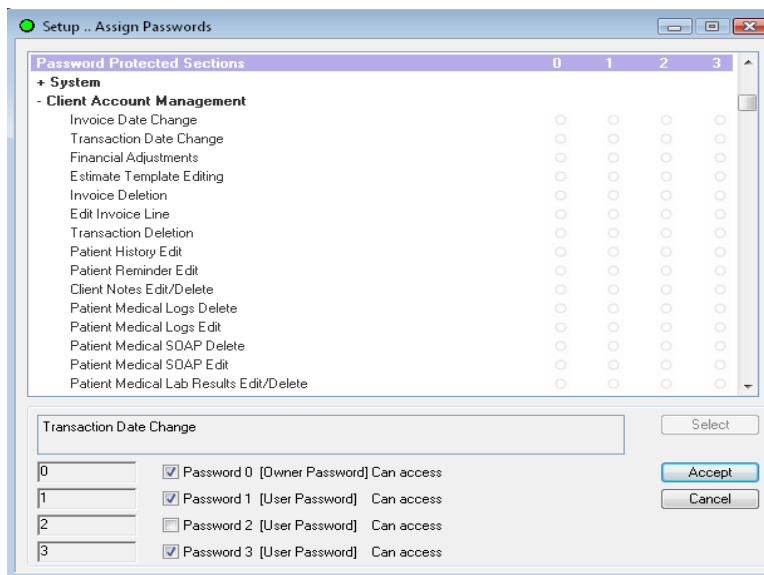 Setup .. Assign Passwords
Password Protected Sections 0 1 2 3
+ System
- Client Account Management
Invoice Date Change
Transaction Date Change
Financial Adjustments
Estimate Template Editing
Invoice Deletion
Edit Invoice Line
Transaction Deletion
Patient History Edit
Patient Reminder Edit
Client Notes Edit/Delete
Patient Medical Logs Delete
Patient Medical Logs Edit
Patient Medical SOAP Delete
Patient Medical SOAP Edit
Patient Medical Lab Results Edit/Delete
Transaction Date Change Select
0 Password 0 [Owner Password] Can access Accept
1 Password 1 [User Password] Can access Cancel
2 Password 2 [User Password] Can access
3 Password 3 [User Password] Can access